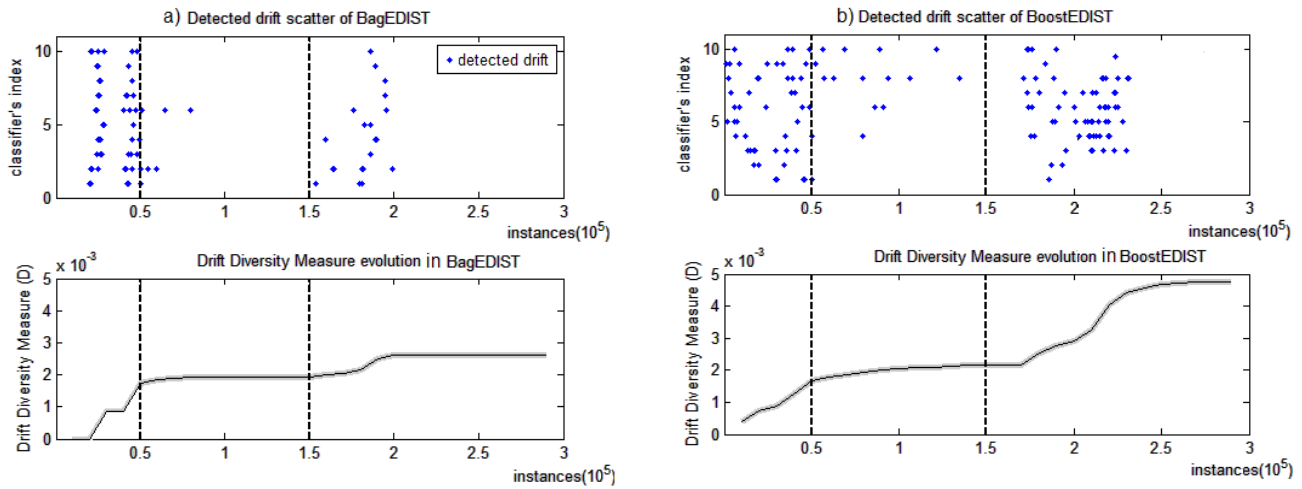 a) Detected drift scatter of BagEDIST
10
5
0
classifier's index
detected drift
0.5
1
1.5
2
2.5
3
instances(10^5)
x 10^-3
Drift Diversity Measure evolution in BagEDIST
5
4
3
2
1
0
Drift Diversity Measure (D)
0.5
1
1.5
2
2.5
3
instances(10^5)
b) Detected drift scatter of BoostEDIST
10
5
0
classifier's index
0.5
1
1.5
2
2.5
3
instances(10^5)
x 10^-3
Drift Diversity Measure evolution in BoostEDIST
5
4
3
2
1
0
Drift Diversity Measure (D)
0.5
1
1.5
2
2.5
3
instances(10^5)